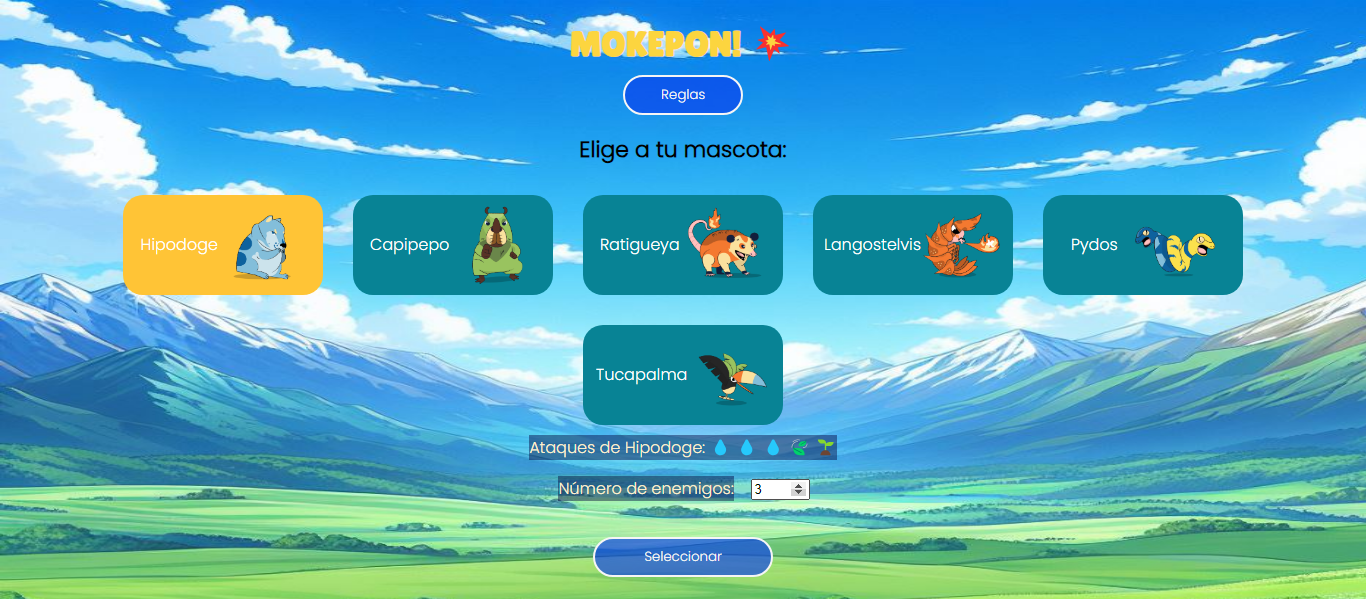 MOKEPON! 💥
Reglas
Elige a tu mascota:
Hipodoge
Capipepo
Ratigueya
Langostelvis
Pydos
Tucapalma
Ataques de Hipodoge: 💧 💧 💧 🌿 🌱
Número de enemigos: 3
Seleccionar